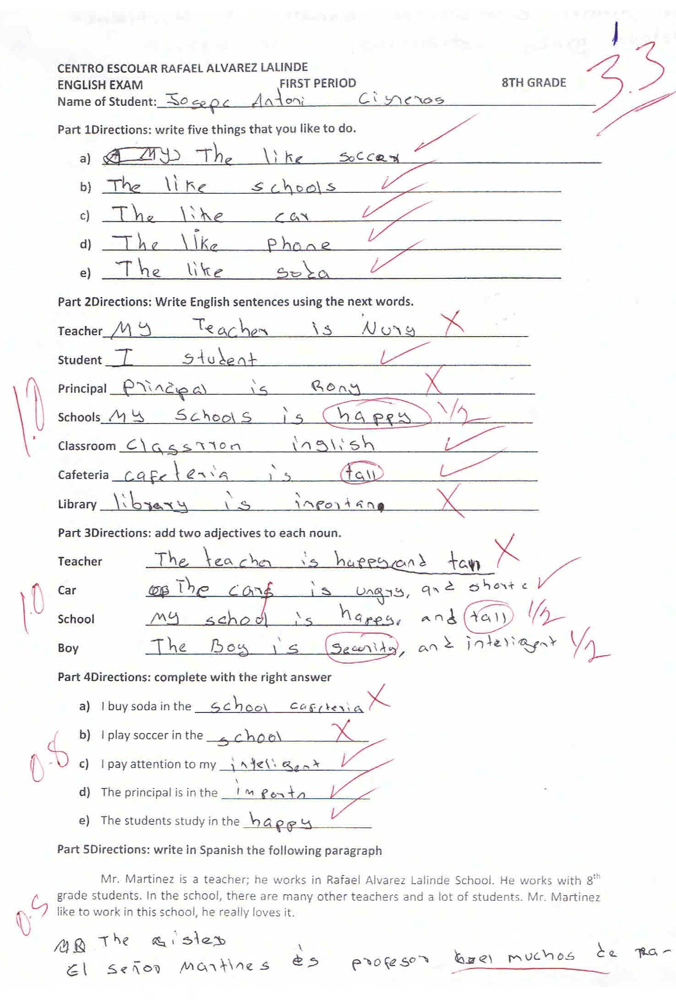 1
3.3
CENTRO ESCOLAR RAFAEL ALVAREZ LALINDE
ENGLISH EXAM FIRST PERIOD 8TH GRADE
Name of Student: Josepc Antoni Cisneros
Part 1Directions: write five things that you like to do.
a) My The like soccer
b) The like schools
c) The like car
d) The like phone
e) The like soda
Part 2Directions: Write English sentences using the next words.
Teacher My Teacher is Nury
Student I student
Principal Principal is Rony
Schools My schools is happy 1/2
Classroom classrron inglish
Cafeteria cafeteria is tall
1.0
Library library is inportan
Part 3Directions: add two adjectives to each noun.
Teacher The teacher is happy and tall
Car The cars is ungry, and shorte
School My school is happy, and tall 1/2
1.0
Boy The Boy is security, and inteligent 1/2
Part 4Directions: complete with the right answer
a) I buy soda in the school cafeteria
b) I play soccer in the school
0.8
c) I pay attention to my inteligent
d) The principal is in the importn
e) The students study in the happy
Part 5Directions: write in Spanish the following paragraph
Mr. Martinez is a teacher; he works in Rafael Alvarez Lalinde School. He works with 8th
grade students. In the school, there are many other teachers and a lot of students. Mr. Martinez
like to work in this school, he really loves it.
0.5
The
El señor Martines es profesor muchos de ra-